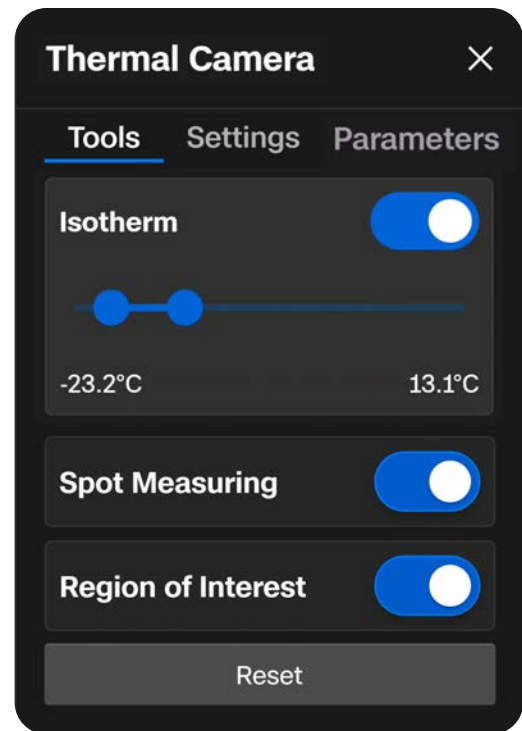 Thermal Camera
Tools Settings Parameters
Isotherm
-23.2°C 13.1°C
Spot Measuring
Region of Interest
Reset